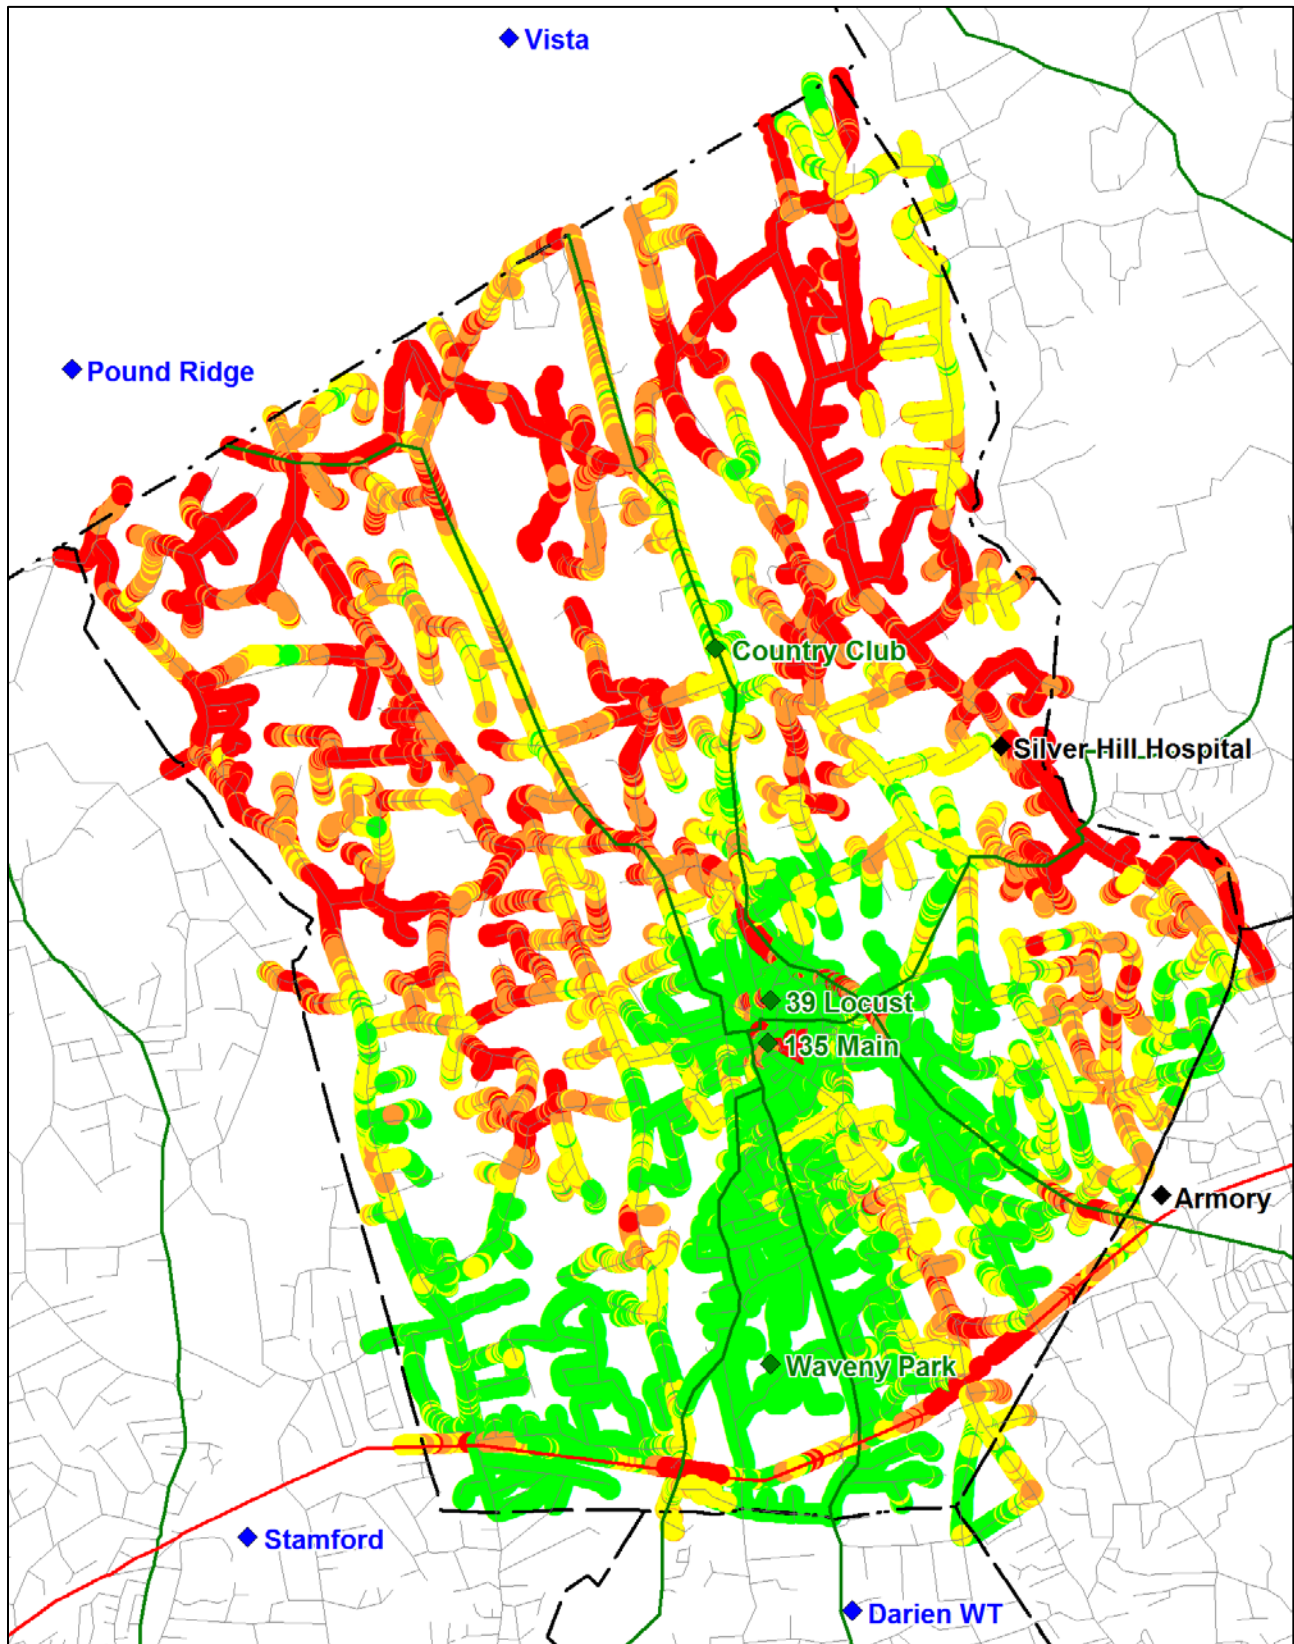 Vista
Pound Ridge
Country Club
Silver Hill Hospital
39 Locust
135 Main
Armory
Waveny Park
Stamford
Darien WT